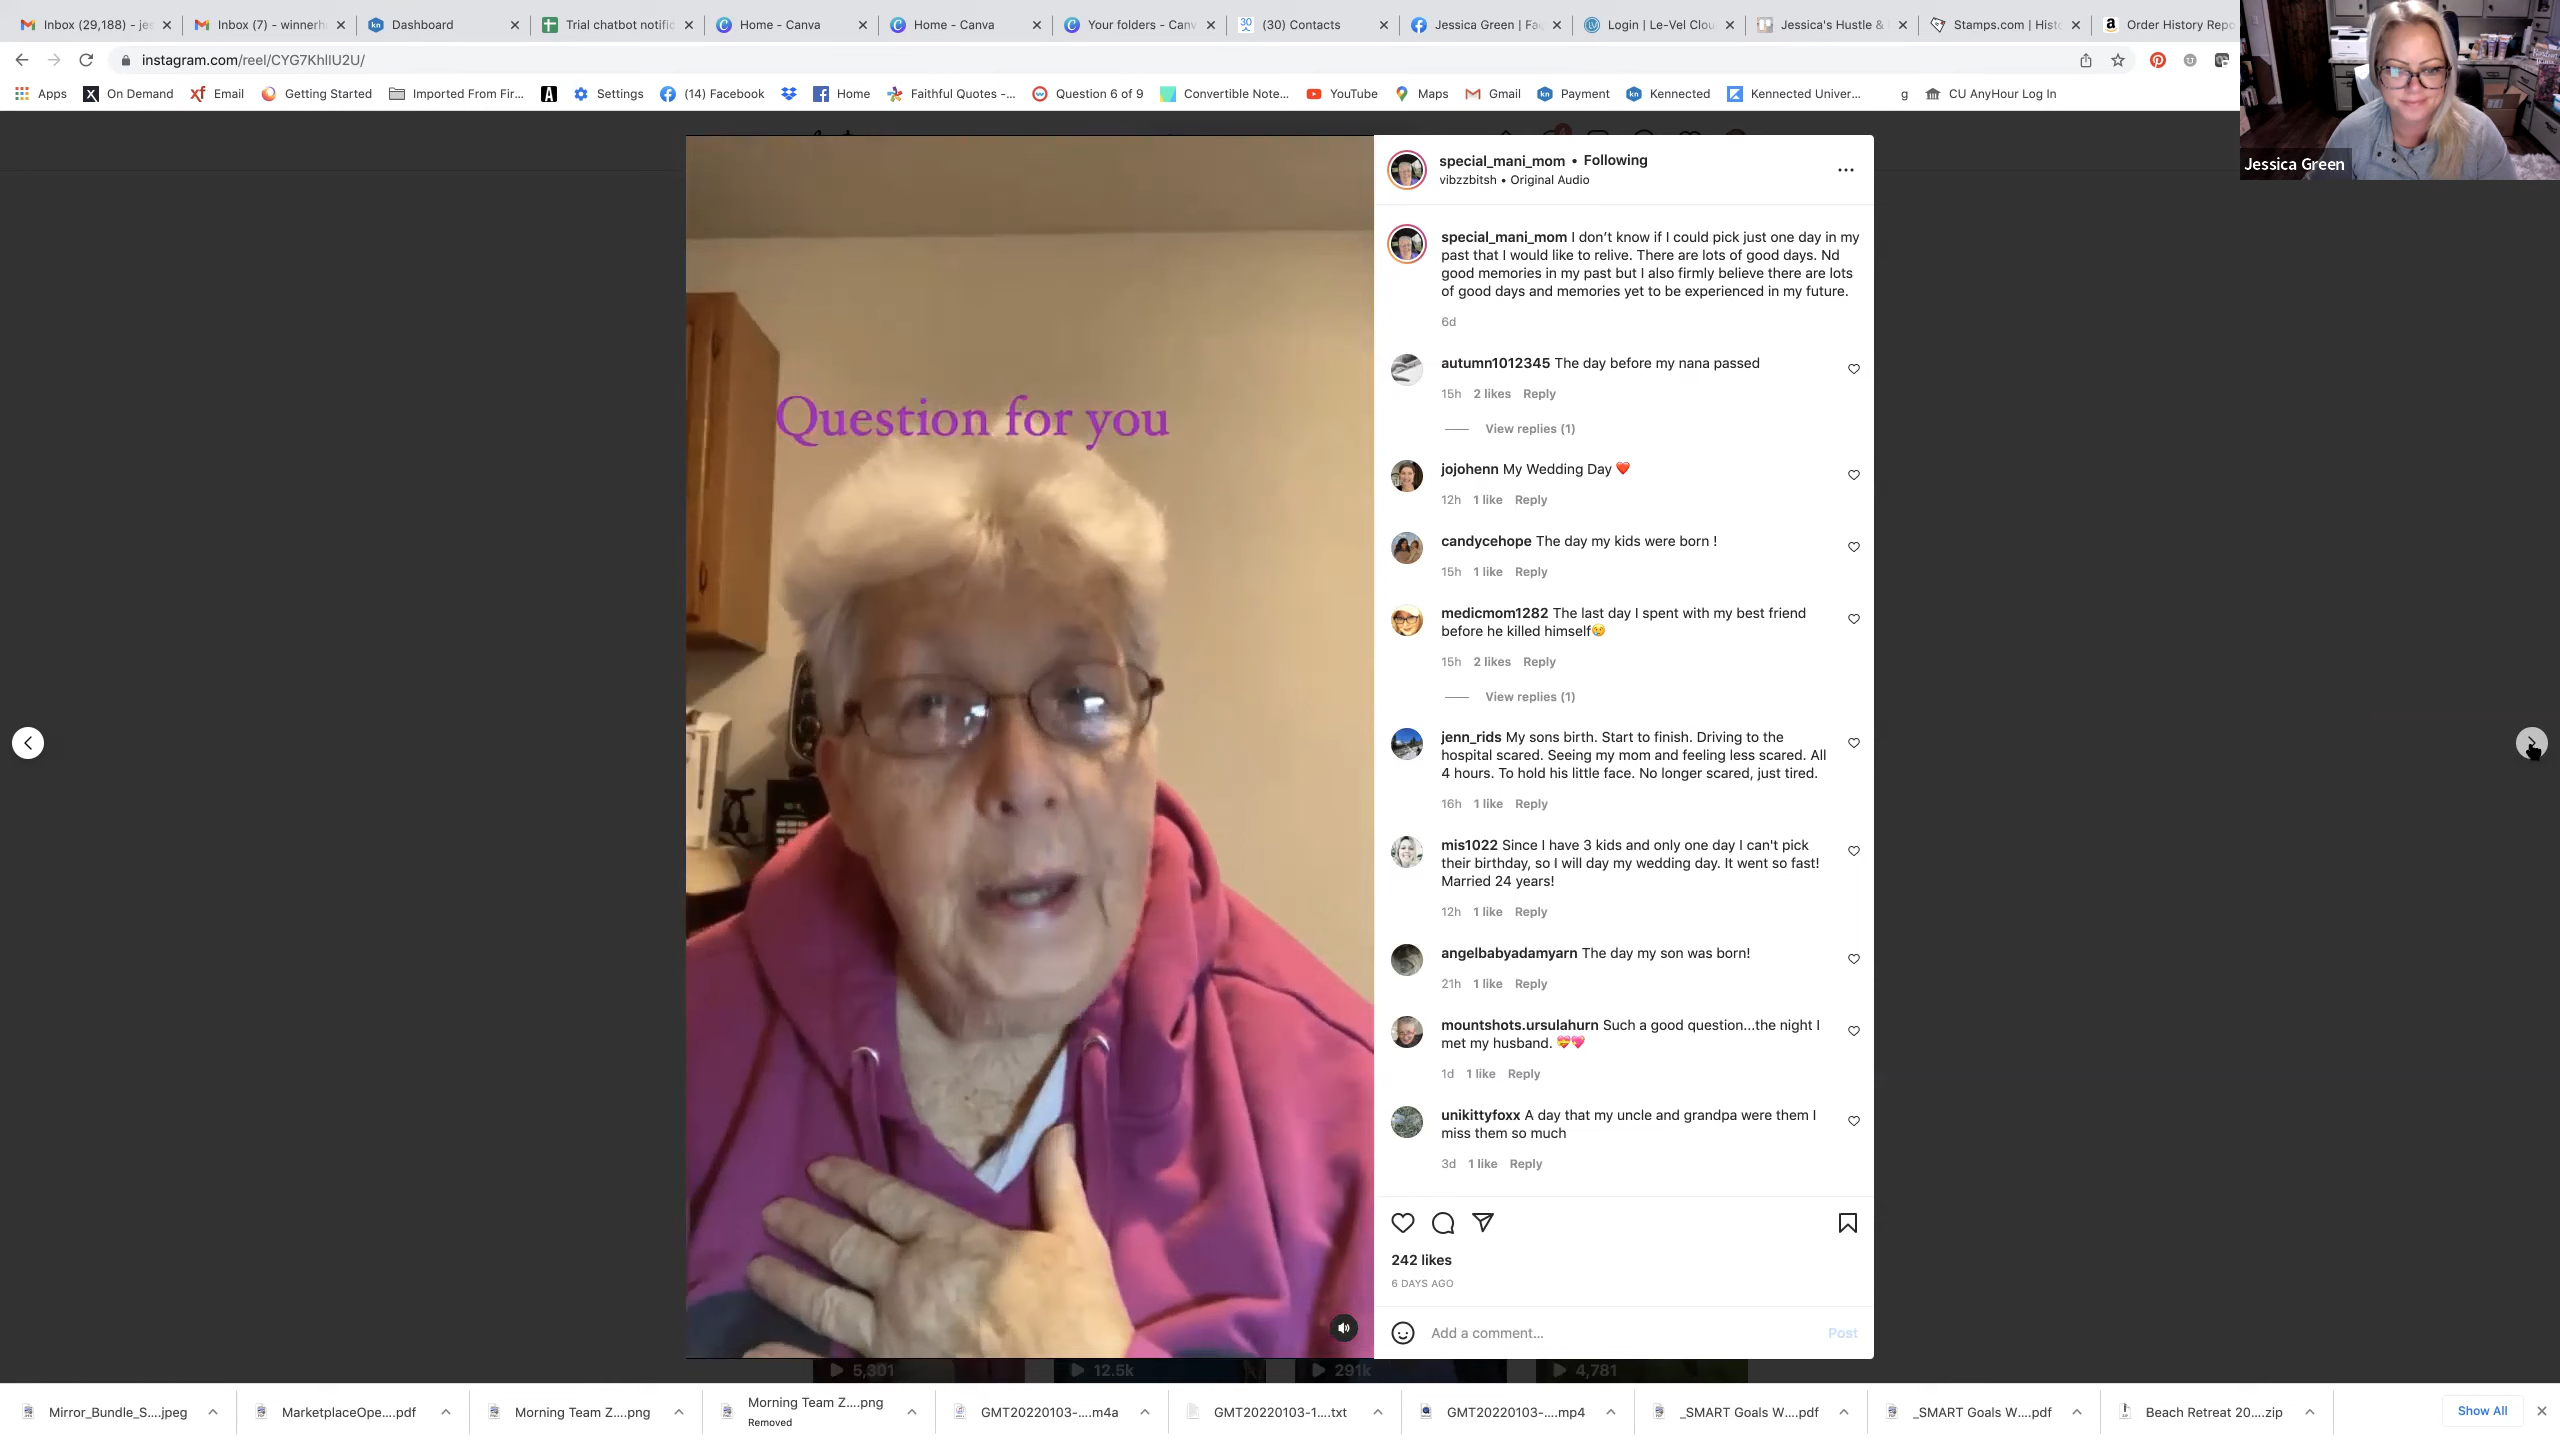 Inbox (29,188) - jes
Inbox (7) - winnerh
Dashboard
Trial chatbot notific
Home - Canva
Home - Canva
Your folders - Canv
(30) Contacts
Jessica Green | Fa
Login | Le-Vel Clou
Jessica's Hustle &
Stamps.com | Histo
Order History Repo
instagram.com/reel/CYG7KhllU2U/
Apps
On Demand
Email
Getting Started
Imported From Fir...
Settings
(14) Facebook
Home
Faithful Quotes -...
Question 6 of 9
Convertible Note...
YouTube
Maps
Gmail
Payment
Kennected
Kennected Univer...
g
CU AnyHour Log In
Jessica Green
Question for you
special_mani_mom • Following
vibzzbitsh • Original Audio
special_mani_mom I don't know if I could pick just one day in my
past that I would like to relive. There are lots of good days. Nd
good memories in my past but I also firmly believe there are lots
of good days and memories yet to be experienced in my future.
6d
autumn1012345 The day before my nana passed
15h 2 likes Reply
View replies (1)
jojohenn My Wedding Day ❤️
12h 1 like Reply
candycehope The day my kids were born !
15h 1 like Reply
medicmom1282 The last day I spent with my best friend
before he killed himself😢
15h 2 likes Reply
View replies (1)
jenn_rids My sons birth. Start to finish. Driving to the
hospital scared. Seeing my mom and feeling less scared. All
4 hours. To hold his little face. No longer scared, just tired.
16h 1 like Reply
mis1022 Since I have 3 kids and only one day I can't pick
their birthday, so I will day my wedding day. It went so fast!
Married 24 years!
12h 1 like Reply
angelbabyadamyarn The day my son was born!
21h 1 like Reply
mountshots.ursulahurn Such a good question...the night I
met my husband. 💝💖
1d 1 like Reply
unikittyfoxx A day that my uncle and grandpa were them I
miss them so much
3d 1 like Reply
242 likes
6 DAYS AGO
Add a comment...
Post
5,301
12.5k
291k
4,781
Mirror_Bundle_S....jpeg
MarketplaceOpe....pdf
Morning Team Z....png
Morning Team Z....png
Removed
GMT20220103-....m4a
GMT20220103-1....txt
GMT20220103-....mp4
_SMART Goals W....pdf
_SMART Goals W....pdf
Beach Retreat 20....zip
Show All